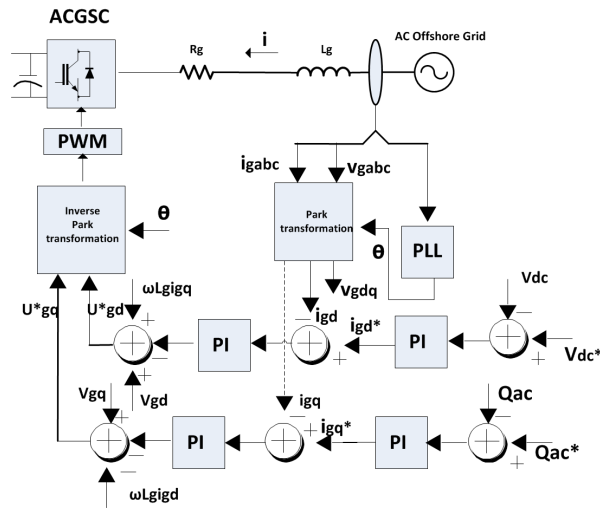 ACGSC
Rg
i
Lg
AC Offshore Grid
PWM
igabc
vgabc
Inverse
Park
transformation
θ
Park
transformation
θ
PLL
vgdq
Vdc
U*gq
U*gd
ωLgigq
+
+
−
PI
−
igd
+
igd*
PI
−
+
Vdc*
Vgq
Vgd
+
−
−
PI
igq
−
+
igq*
PI
Qac
−
+
Qac*
ωLgigd